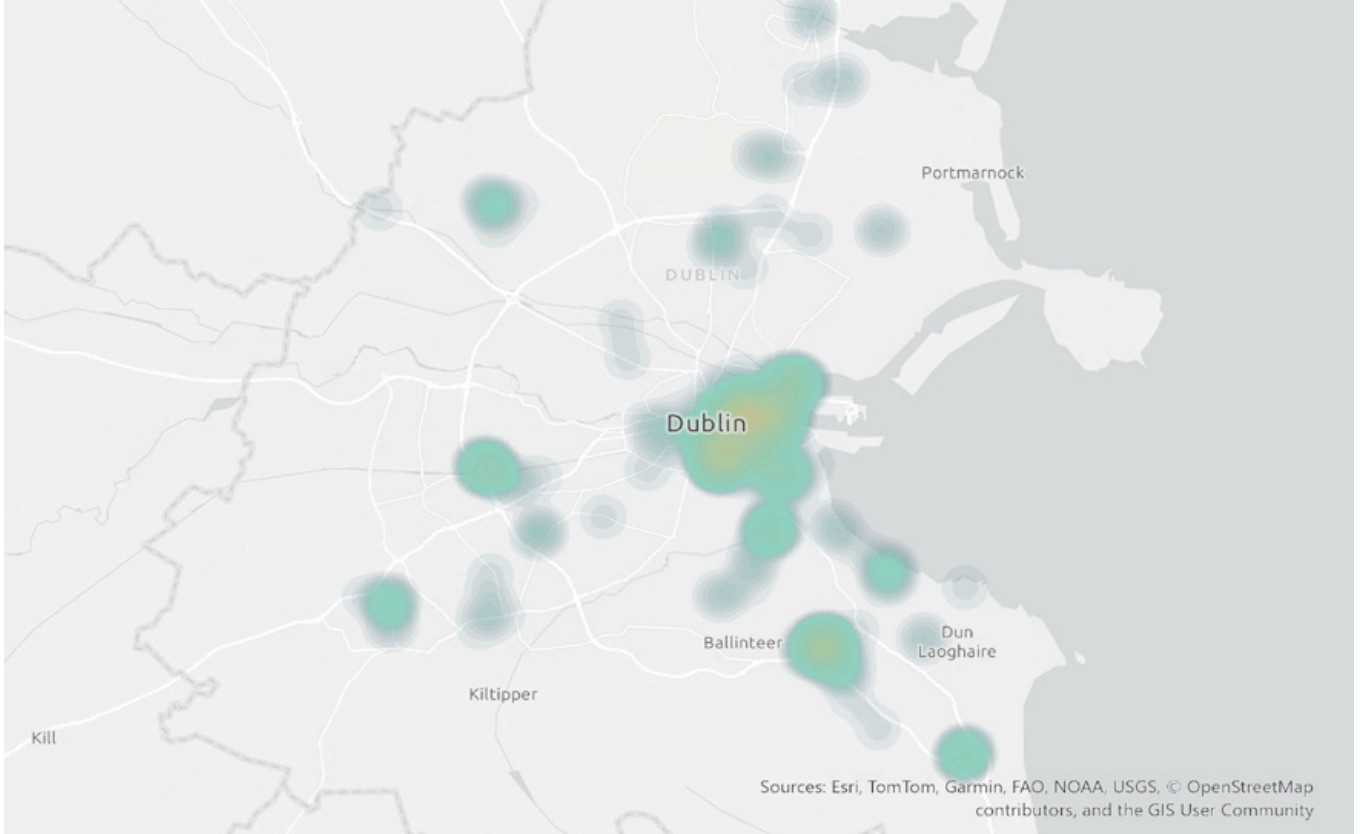 Portmarnock
DUBLIN
Dublin
Ballinteer
Dun
Laoghaire
Kiltipper
Kill
Sources: Esri, TomTom, Garmin, FAO, NOAA, USGS, © OpenStreetMap
contributors, and the GIS User Community